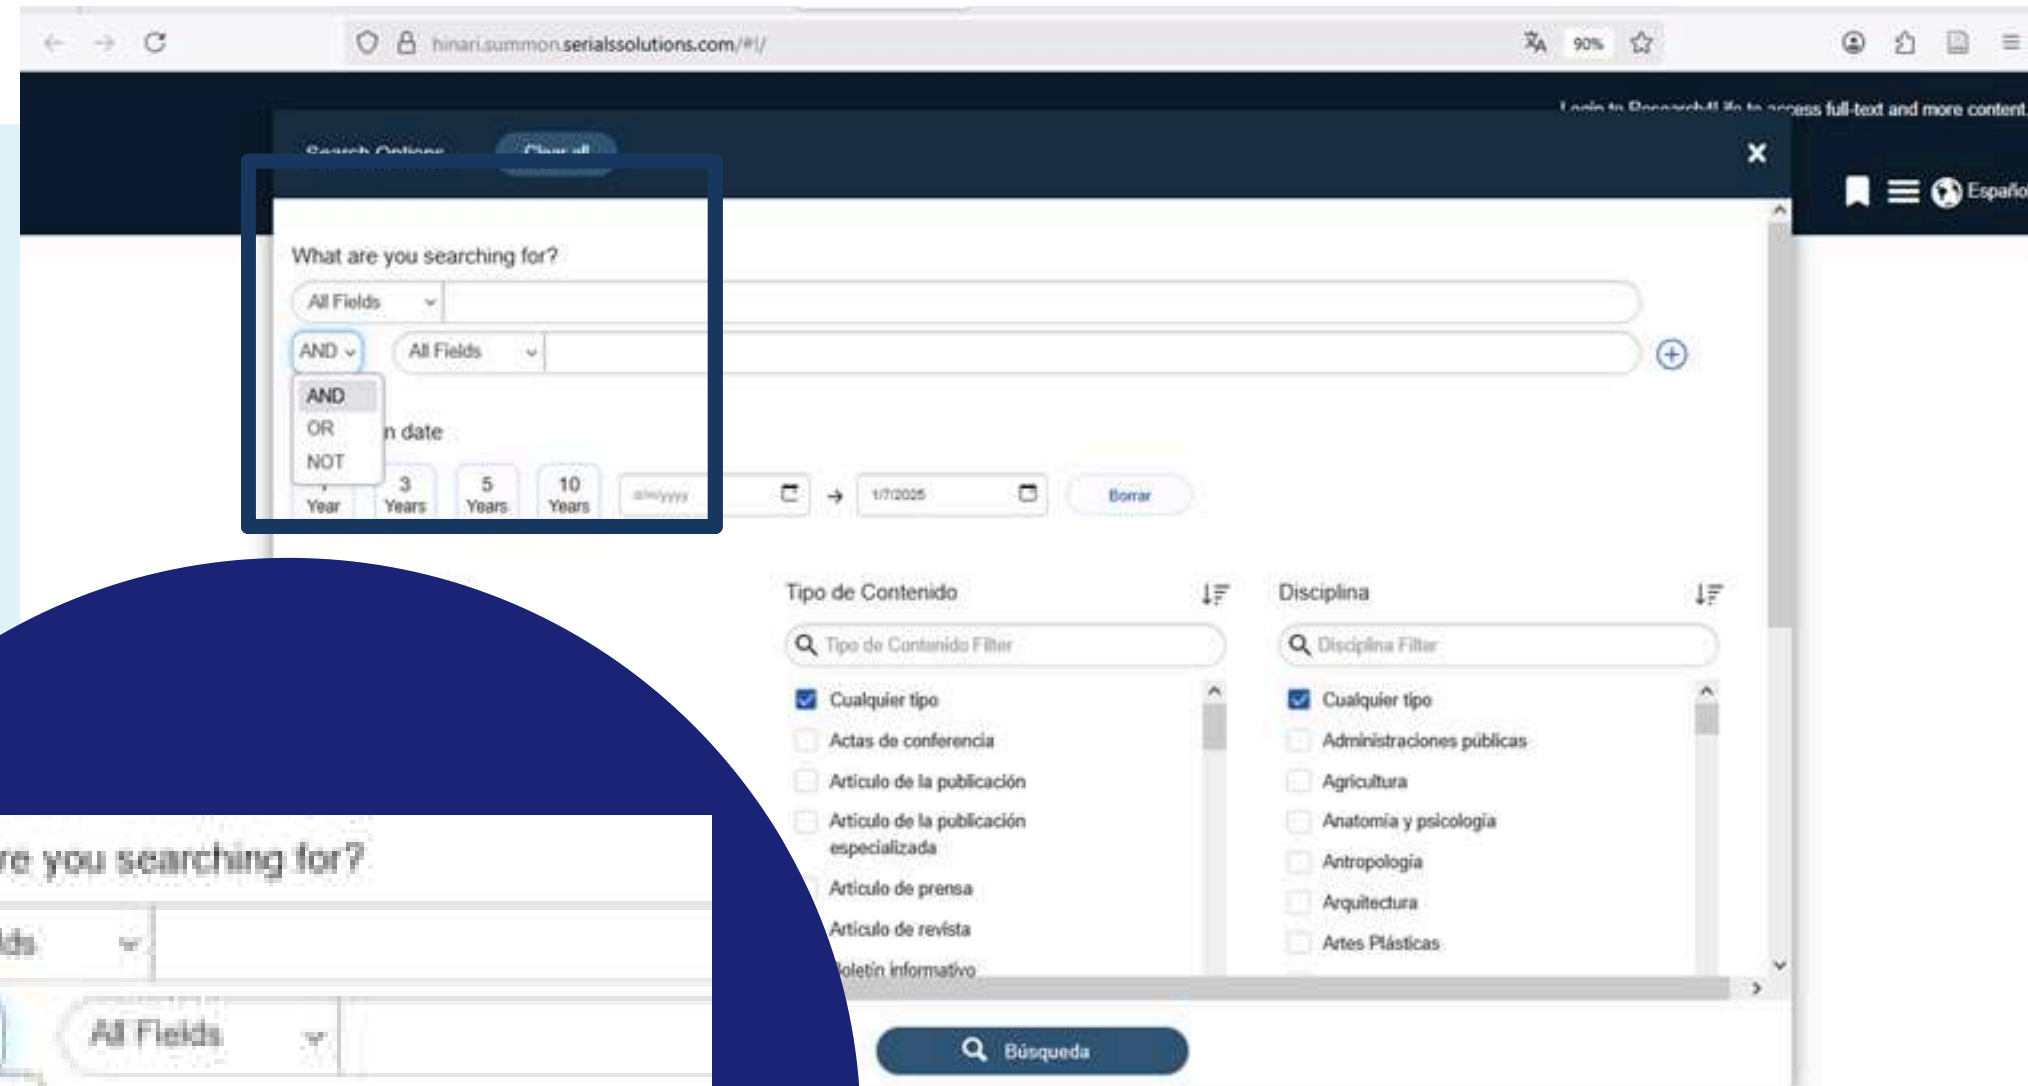 hinari.summon.serialssolutions.com/#!/
90%
Login to Research4Life to access full-text and more content.
Search Options
Clear all
Españo
What are you searching for?
All Fields
AND
All Fields
AND
OR
NOT
n date
Year
3 Years
5 Years
10 Years
d/m/yyyy
1/7/2025
Borrar
Tipo de Contenido
Tipo de Contenido Filter
Cualquier tipo
Actas de conferencia
Artículo de la publicación
Artículo de la publicación
especializada
Artículo de prensa
Artículo de revista
oletín informativo
Disciplina
Disciplina Filter
Cualquier tipo
Administraciones públicas
Agricultura
Anatomía y psicología
Antropología
Arquitectura
Artes Plásticas
Búsqueda
re you searching for?
lds
All Fields